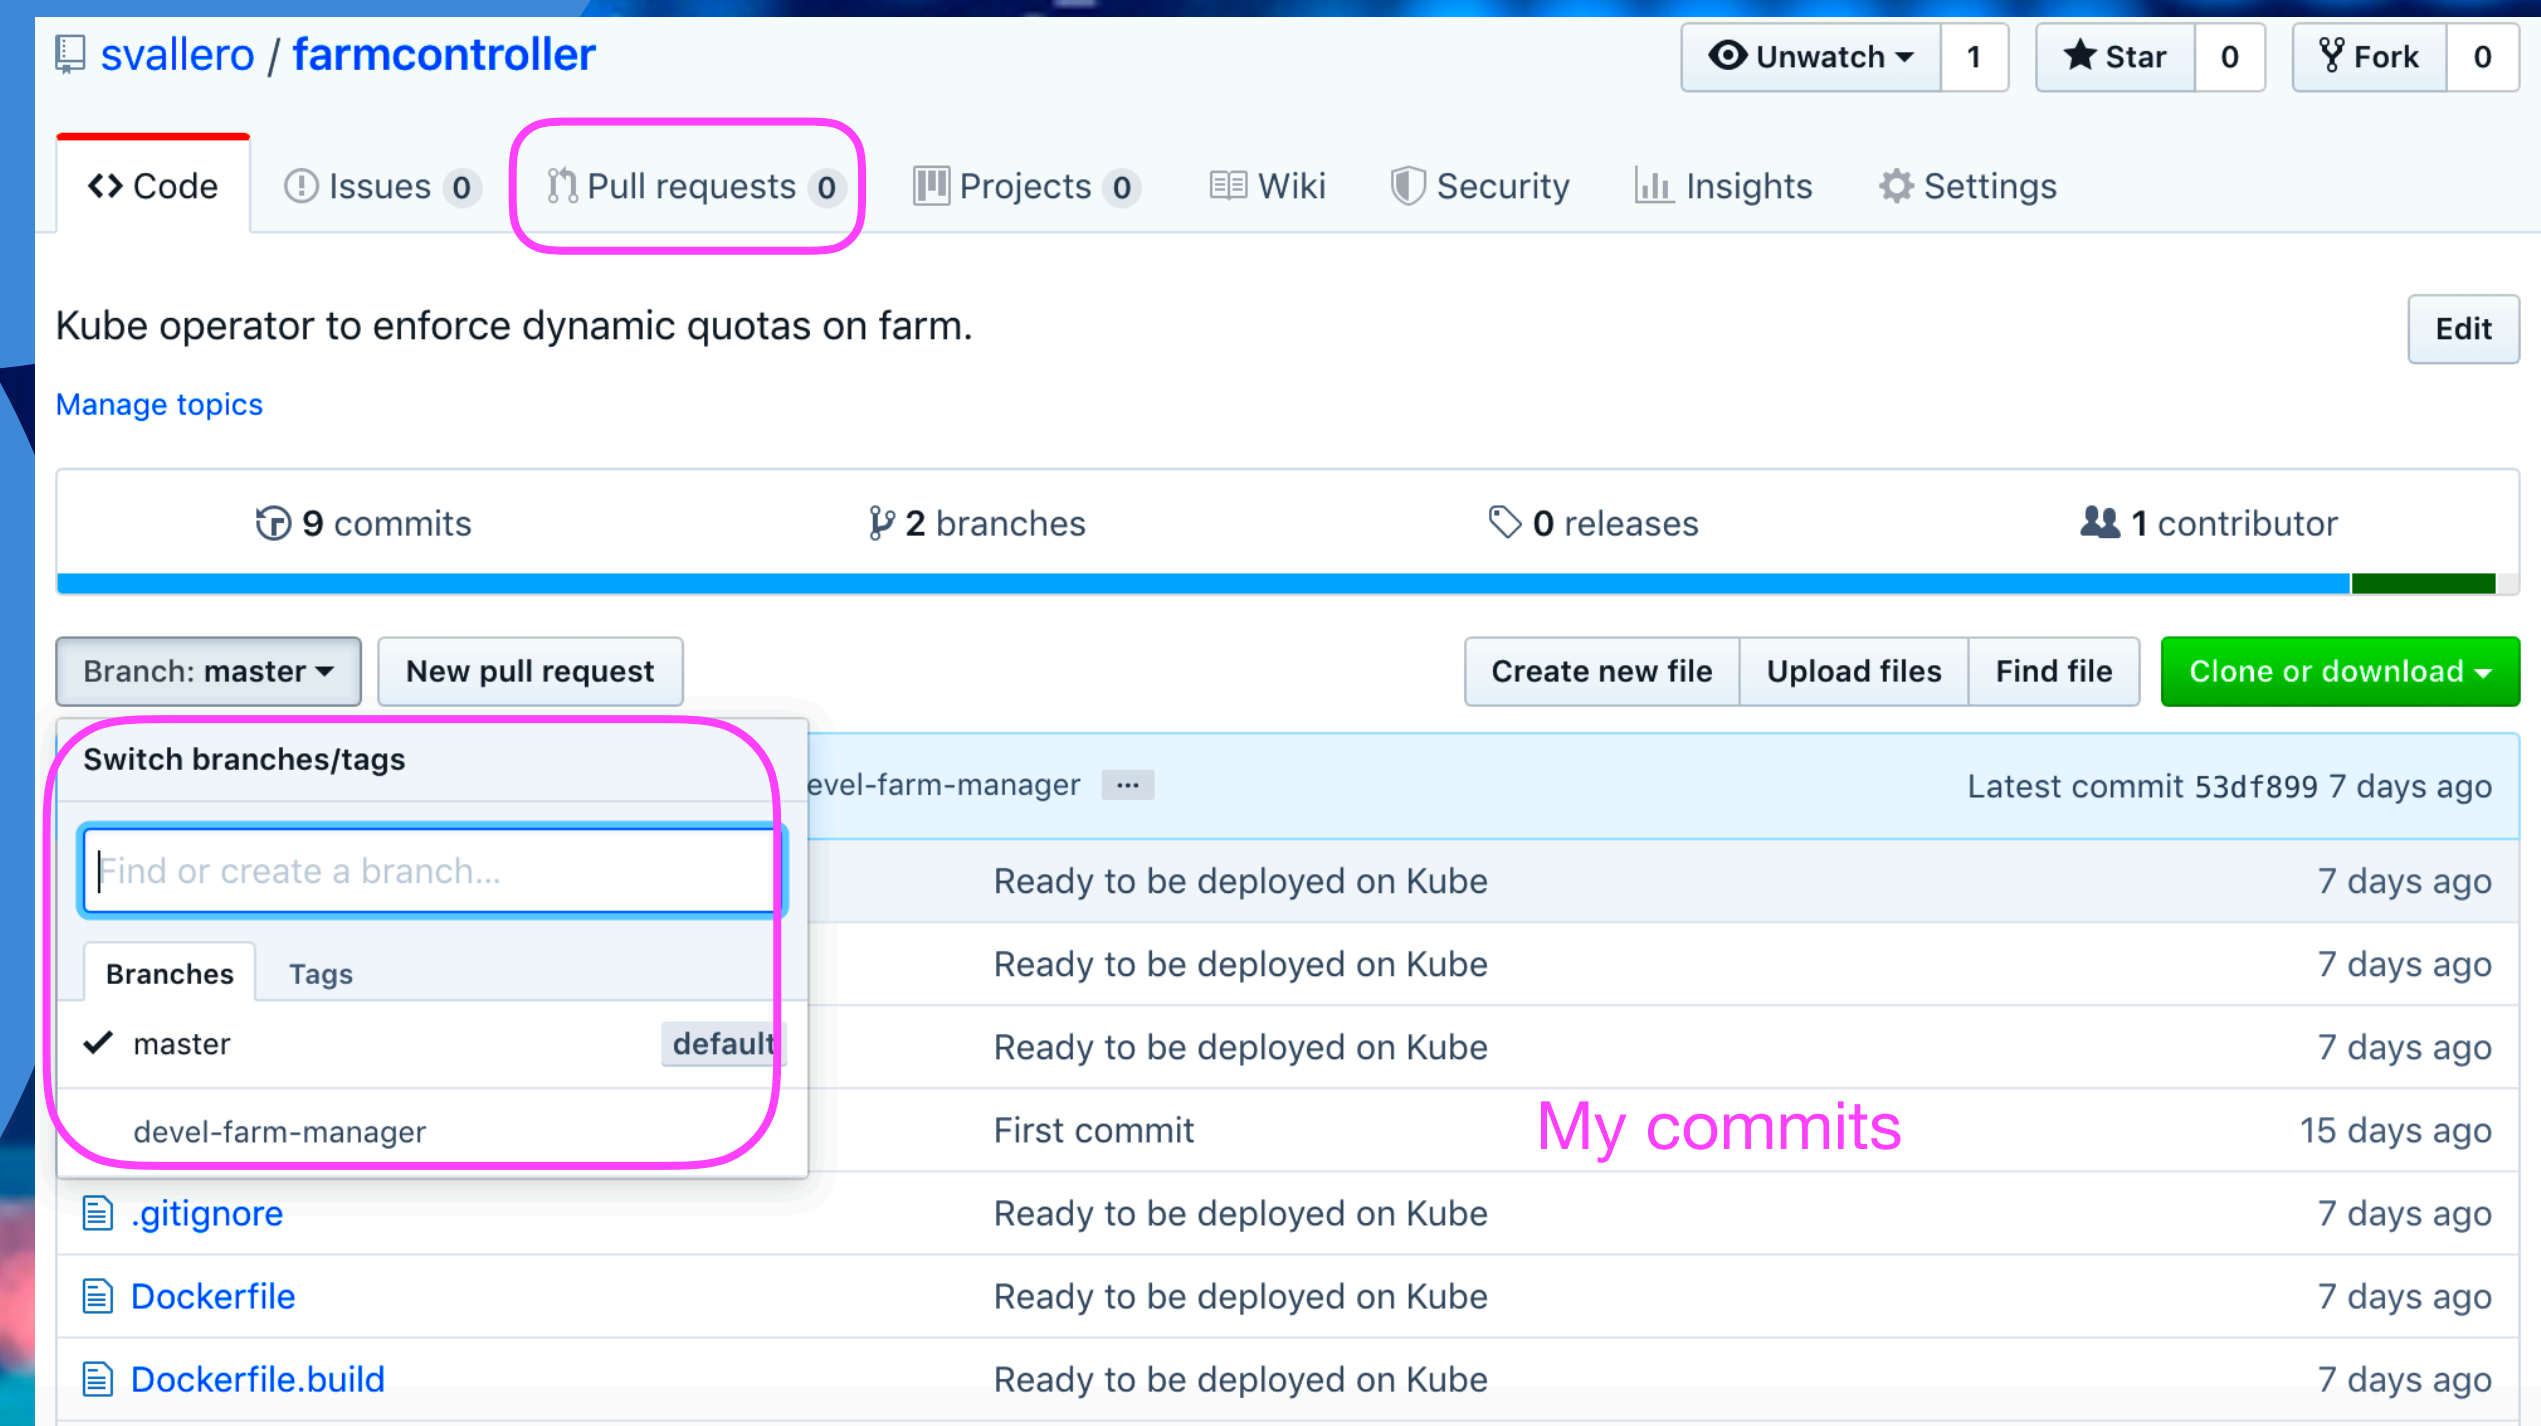 svallero / farmcontroller
Unwatch 1 Star 0 Fork 0
Code Issues 0 Pull requests 0 Projects 0 Wiki Security Insights Settings
Kube operator to enforce dynamic quotas on farm.
Edit
Manage topics
9 commits 2 branches 0 releases 1 contributor
Branch: master New pull request Create new file Upload files Find file Clone or download
Switch branches/tags
evel-farm-manager ... Latest commit 53df899 7 days ago
Find or create a branch...
Ready to be deployed on Kube 7 days ago
Branches Tags
Ready to be deployed on Kube 7 days ago
master default
Ready to be deployed on Kube 7 days ago
devel-farm-manager
First commit My commits 15 days ago
.gitignore Ready to be deployed on Kube 7 days ago
Dockerfile Ready to be deployed on Kube 7 days ago
Dockerfile.build Ready to be deployed on Kube 7 days ago